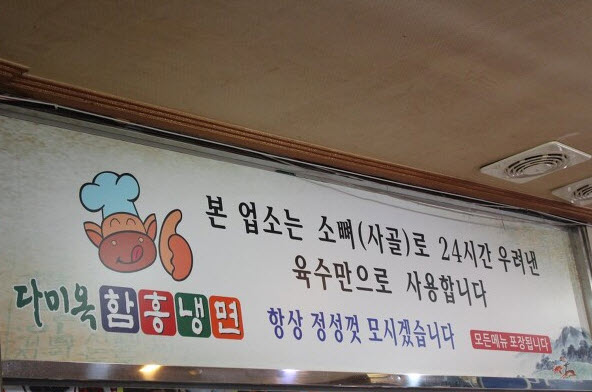 본 업소는 소뼈(사골)로 24시간 우려낸
육수만으로 사용합니다
다미옥 함흥냉면
항상 정성껏 모시겠습니다
모든메뉴 포장됩니다